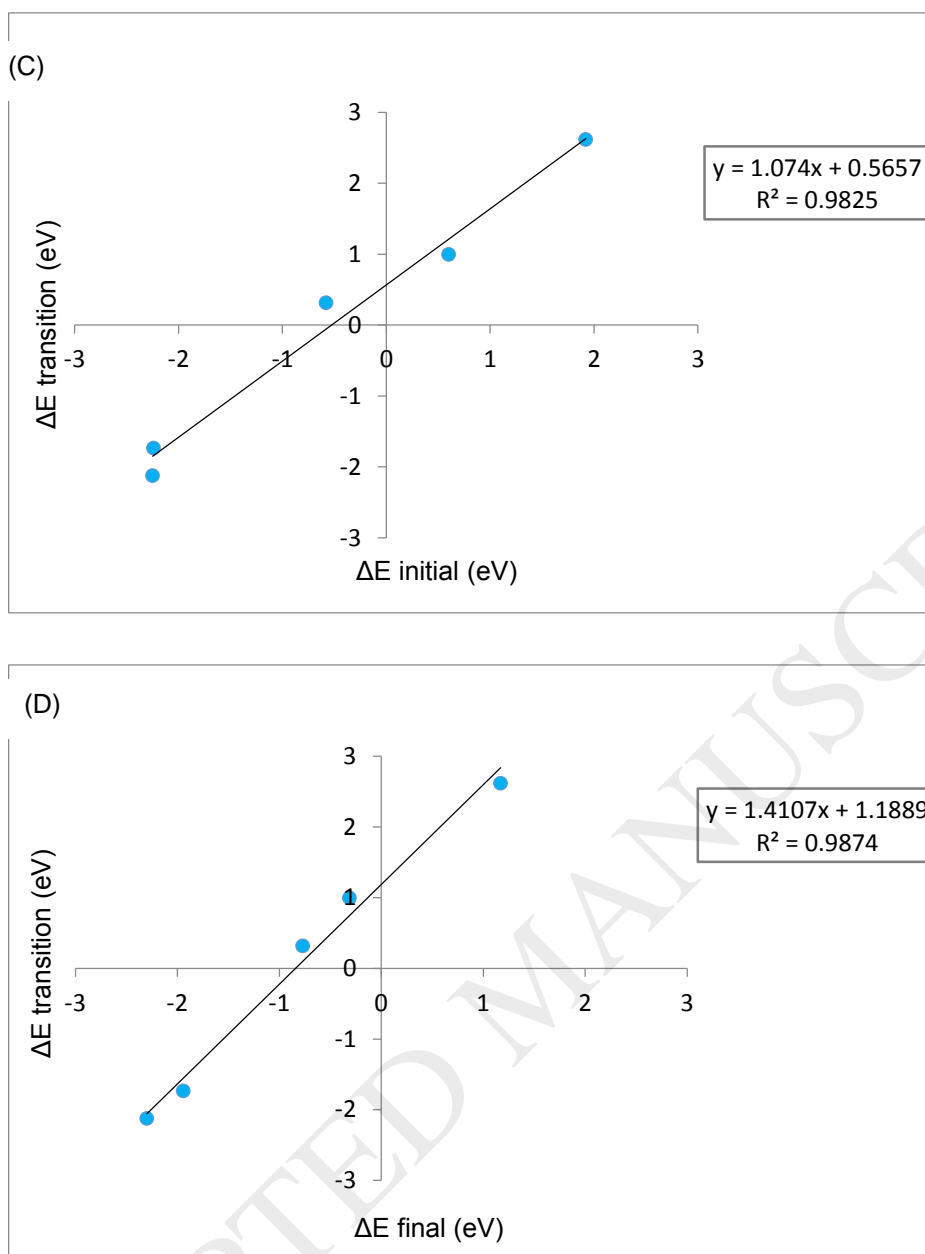 (C)
3
2
1
0
-1
-2
-3
-3 -2 -1 0 1 2 3
ΔE transition (eV)
ΔE initial (eV)
y = 1.074x + 0.5657
R² = 0.9825
(D)
3
2
1
0
-1
-2
-3
-3 -2 -1 0 1 2 3
ΔE transition (eV)
ΔE final (eV)
y = 1.4107x + 1.1889
R² = 0.9874